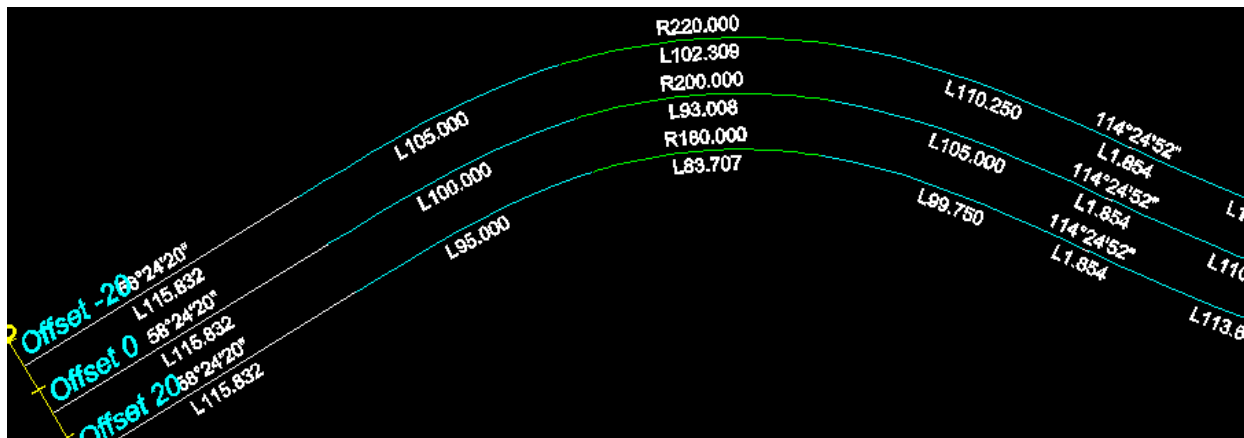 R220.000
L102.309
R200.000
L93.008
R180.000
L83.707
L105.000
L100.000
L95.000
L110.250
L105.000
L99.750
114°24'52"
L1.854
114°24'52"
L1.854
114°24'52"
L1.854
L110
L113.6
Offset -20
58°24'20"
L115.832
Offset 0
58°24'20"
L115.832
Offset 20
58°24'20"
L115.832